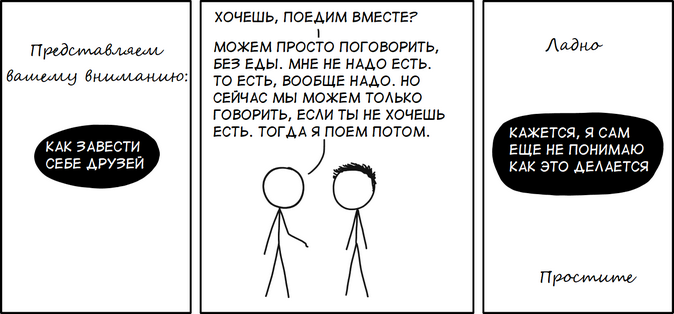 Представляем
вашему вниманию:
КАК ЗАВЕСТИ
СЕБЕ ДРУЗЕЙ
ХОЧЕШЬ, ПОЕДИМ ВМЕСТЕ?
МОЖЕМ ПРОСТО ПОГОВОРИТЬ,
БЕЗ ЕДЫ. МНЕ НЕ НАДО ЕСТЬ.
ТО ЕСТЬ, ВООБЩЕ НАДО. НО
СЕЙЧАС МЫ МОЖЕМ ТОЛЬКО
ГОВОРИТЬ, ЕСЛИ ТЫ НЕ ХОЧЕШЬ
ЕСТЬ. ТОГДА Я ПОЕМ ПОТОМ.
Ладно
КАЖЕТСЯ, Я САМ
ЕЩЕ НЕ ПОНИМАЮ
КАК ЭТО ДЕЛАЕТСЯ
Простите